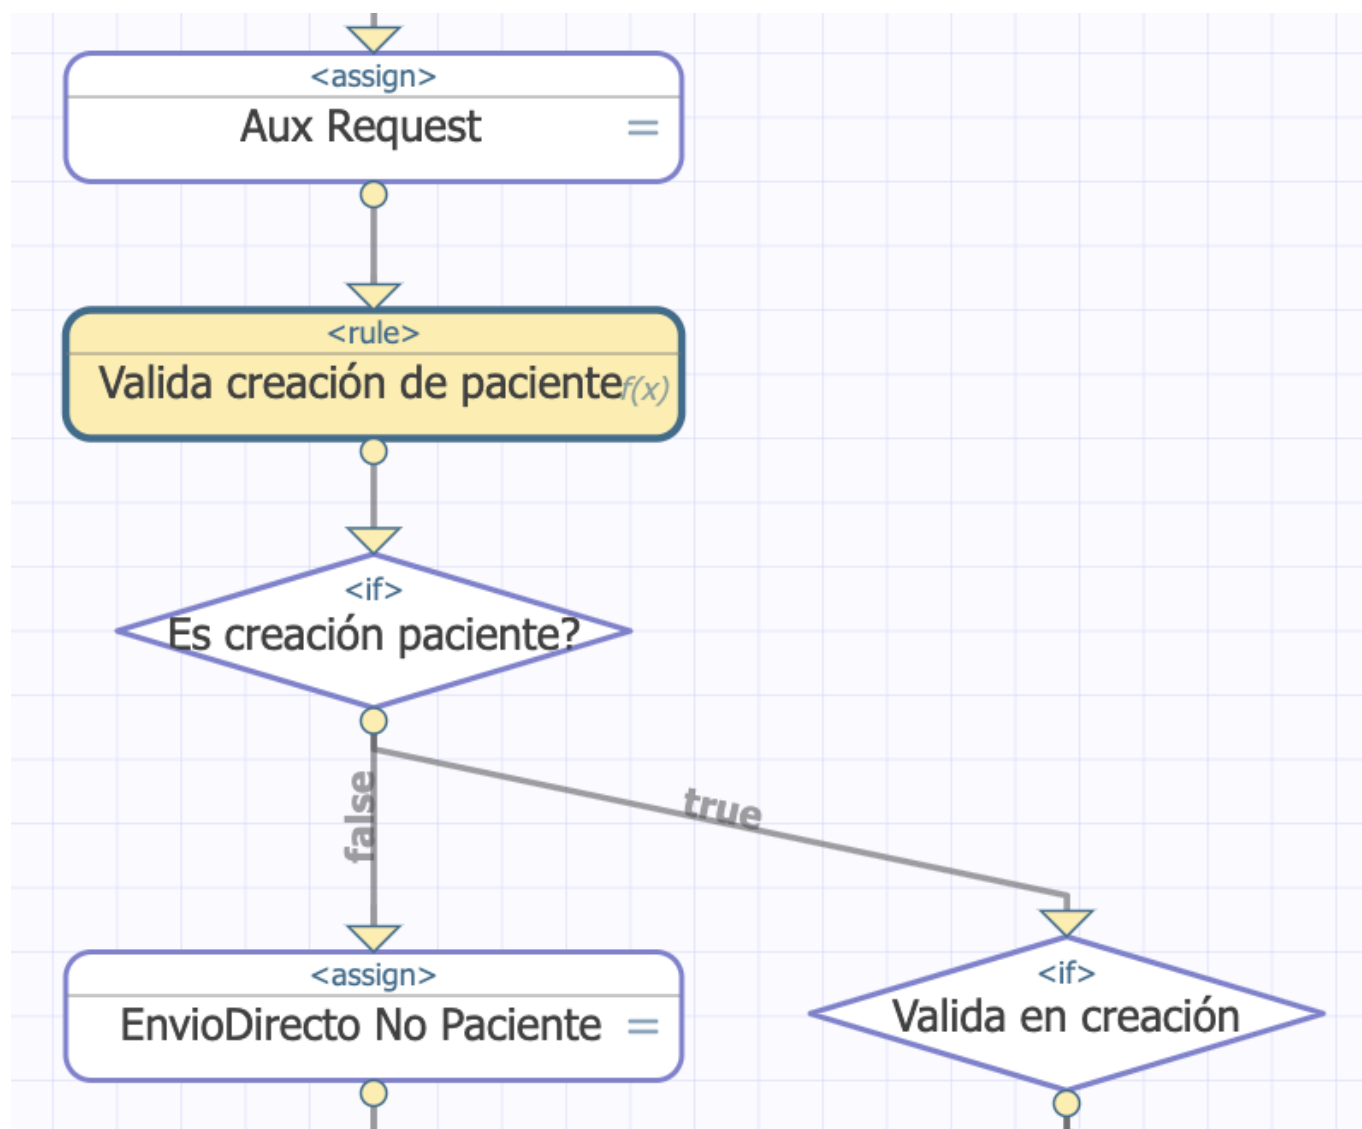 <assign>
Aux Request =
<rule>
Valida creación de paciente f(x)
<if>
Es creación paciente?
false
true
<assign>
EnvioDirecto No Paciente =
<if>
Valida en creación